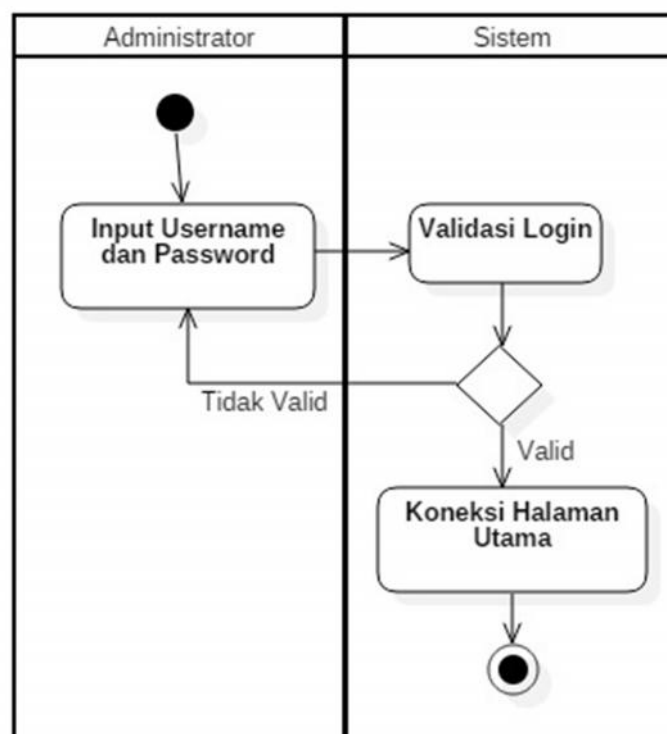 Administrator
Sistem
Input Username
dan Password
Validasi Login
Tidak Valid
Valid
Koneksi Halaman
Utama